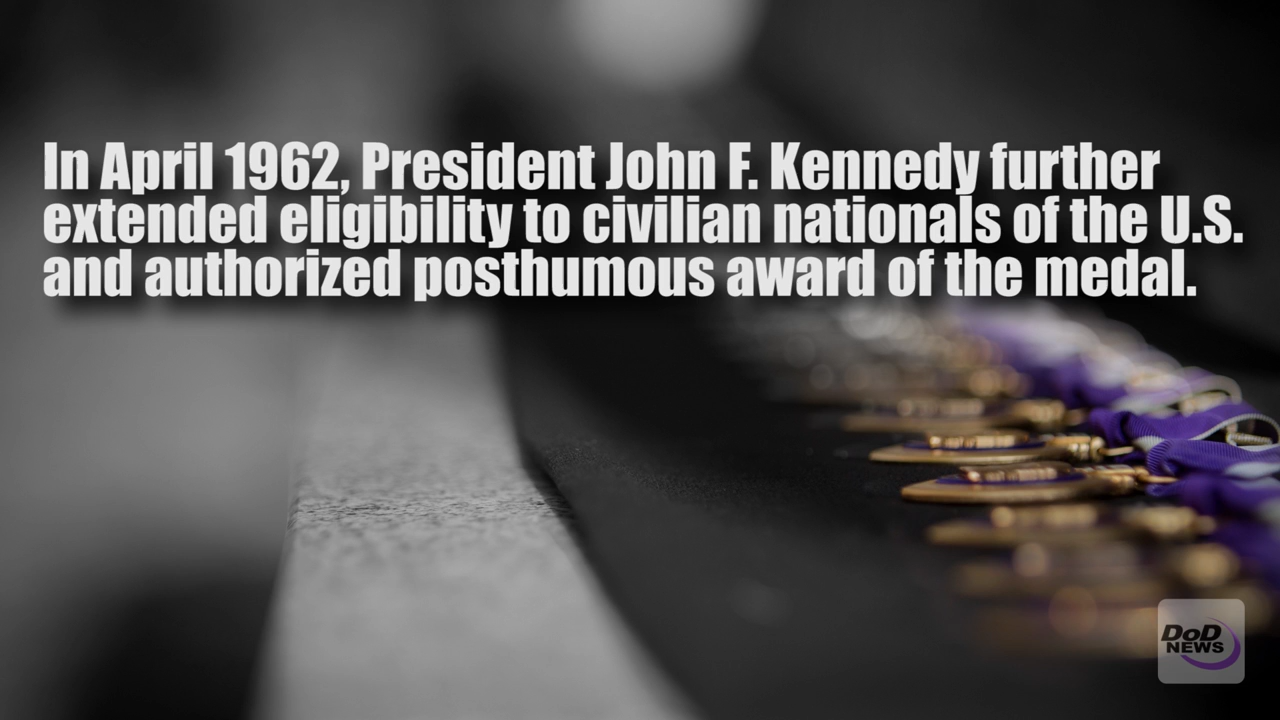 In April 1962, President John F. Kennedy further
extended eligibility to civilian nationals of the U.S.
and authorized posthumous award of the medal.
DoD
NEWS